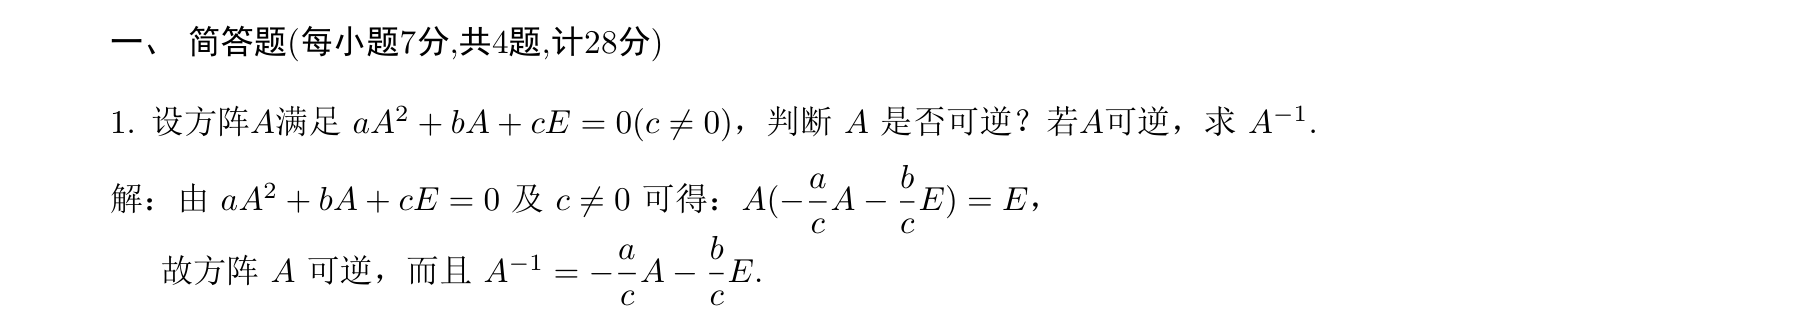 一、 简答题(每小题7分,共4题,计28分)
1. 设方阵A满足 $aA^2 + bA + cE = 0(c \neq 0)$，判断 $A$ 是否可逆？若A可逆，求 $A^{-1}$.
解：由 $aA^2 + bA + cE = 0$ 及 $c \neq 0$ 可得：$A(-\frac{a}{c}A - \frac{b}{c}E) = E$，
故方阵 $A$ 可逆，而且 $A^{-1} = -\frac{a}{c}A - \frac{b}{c}E$.